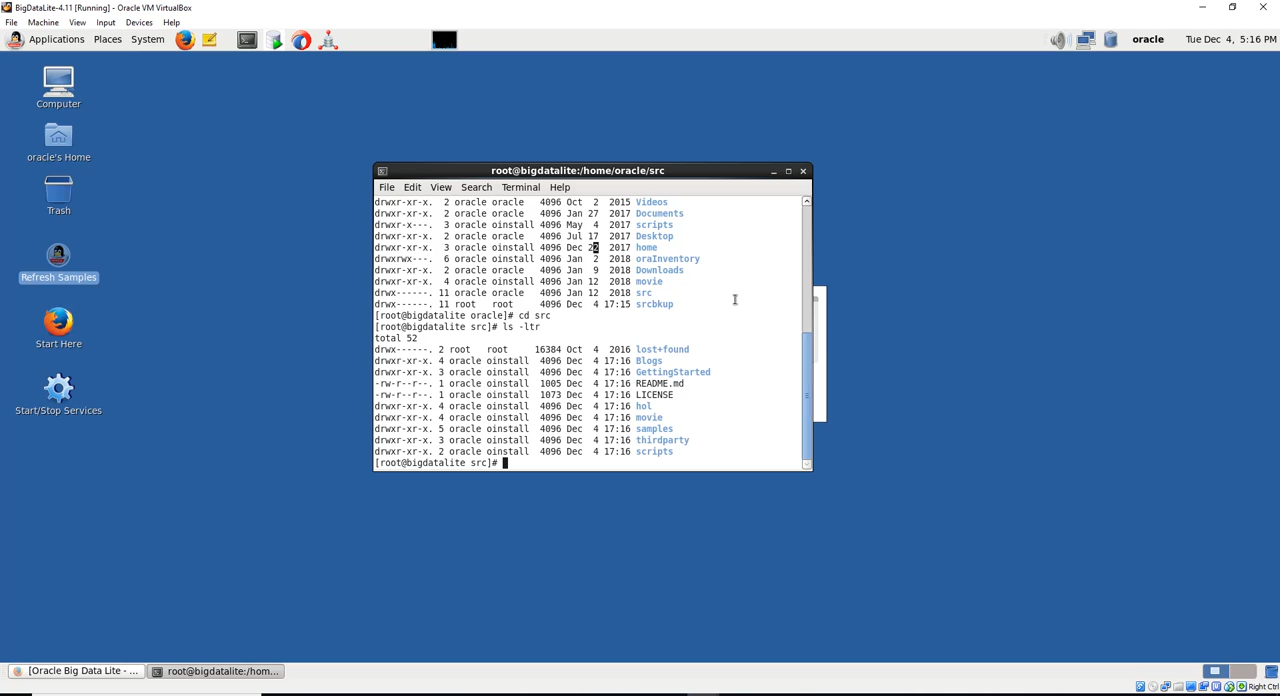 BigDataLite-4.11 [Running] - Oracle VM VirtualBox
File Machine View Input Devices Help
Applications Places System oracle Tue Dec 4, 5:16 PM
Computer
oracle's Home
Trash
Refresh Samples
Start Here
Start/Stop Services
root@bigdatalite:/home/oracle/src
File Edit View Search Terminal Help
drwxr-xr-x. 2 oracle oracle 4096 Oct 2 2015 Videos
drwxr-xr-x. 2 oracle oracle 4096 Jan 27 2017 Documents
drwxr-x---. 3 oracle oinstall 4096 May 4 2017 scripts
drwxr-xr-x. 2 oracle oracle 4096 Jul 17 2017 Desktop
drwxr-xr-x. 3 oracle oinstall 4096 Dec 22 2017 home
drwxrwx---. 6 oracle oinstall 4096 Jan 2 2018 oraInventory
drwxr-xr-x. 2 oracle oracle 4096 Jan 9 2018 Downloads
drwxr-xr-x. 4 oracle oinstall 4096 Jan 12 2018 movie
drwx------. 11 oracle oracle 4096 Jan 12 2018 src
drwx------. 11 root root 4096 Dec 4 17:15 srcbkup
[root@bigdatalite oracle]# cd src
[root@bigdatalite src]# ls -ltr
total 52
drwx------. 2 root root 16384 Oct 4 2016 lost+found
drwxr-xr-x. 4 oracle oinstall 4096 Dec 4 17:16 Blogs
drwxr-xr-x. 3 oracle oinstall 4096 Dec 4 17:16 GettingStarted
-rw-r--r--. 1 oracle oinstall 1005 Dec 4 17:16 README.md
-rw-r--r--. 1 oracle oinstall 1073 Dec 4 17:16 LICENSE
drwxr-xr-x. 4 oracle oinstall 4096 Dec 4 17:16 hol
drwxr-xr-x. 4 oracle oinstall 4096 Dec 4 17:16 movie
drwxr-xr-x. 5 oracle oinstall 4096 Dec 4 17:16 samples
drwxr-xr-x. 3 oracle oinstall 4096 Dec 4 17:16 thirdparty
drwxr-xr-x. 2 oracle oinstall 4096 Dec 4 17:16 scripts
[root@bigdatalite src]#
[Oracle Big Data Lite - ... root@bigdatalite:/hom...
Right Ctrl